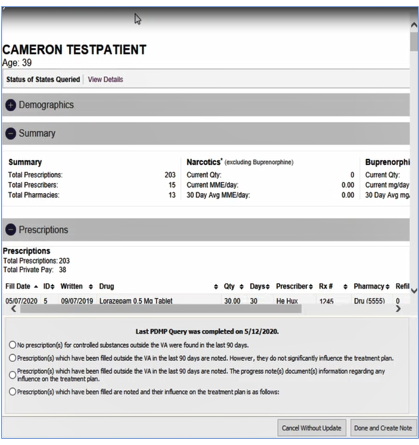 CAMERON TESTPATIENT
Age: 39
Status of States Queried View Details
Demographics
Summary
Summary Narcotics* (excluding Buprenorphine) Buprenorphi
Total Prescriptions: 203 Current Qty: 0 Current Qty:
Total Prescribers: 15 Current MME/day: 0.00 Current mg/day
Total Pharmacies: 13 30 Day Avg MME/day: 0.00 30 Day Avg mg
Prescriptions
Prescriptions
Total Prescriptions: 203
Total Private Pay: 38
Fill Date ID Written Drug Qty Days Prescriber Rx # Pharmacy Refil
05/07/2020 5 09/07/2019 Lorazepam 0.5 Mo Tablet 30.00 30 He Hux 1245 Dru (5555) 0
Last PDMP Query was completed on 5/12/2020.
No prescription(s) for controlled substances outside the VA were found in the last 90 days.
Prescription(s) which have been filled outside the VA in the last 90 days are noted. However, they do not significantly influence the treatment plan.
Prescription(s) which have been filled outside the VA in the last 90 days are noted. The progress note(s) document(s) information regarding any
influence on the treatment plan.
Prescription(s) which have been filled are noted and their influence on the treatment plan is as follows:
Cancel Without Update Done and Create Note